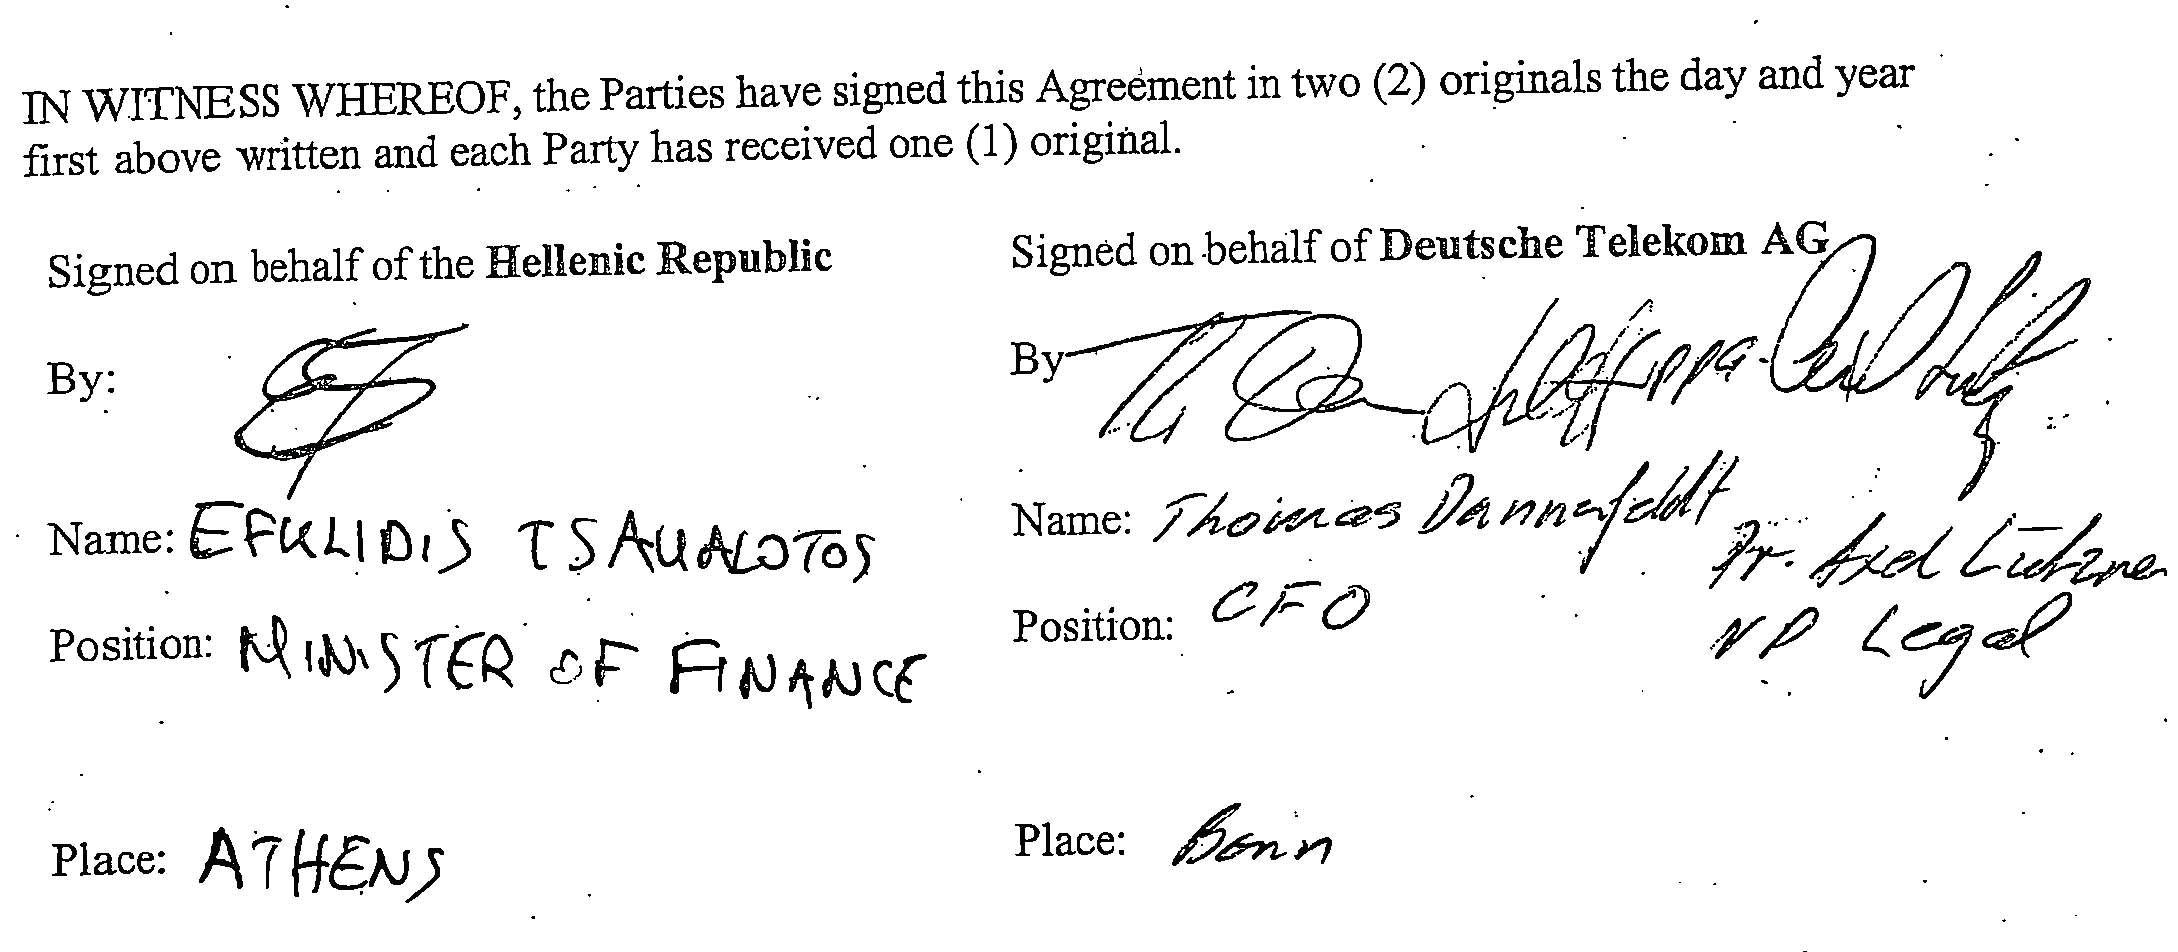 IN WITNESS WHEREOF, the Parties have signed this Agreement in two (2) originals the day and year
first above written and each Party has received one (1) original.
Signed on behalf of the Hellenic Republic
By:
Name: EFKLIDIS TSAKALOTOS
Position: MINISTER OF FINANCE
Place: ATHENS
Signed on behalf of Deutsche Telekom AG
By
ppa.
Name: Thomas Dannenfeldt
Dr. Axel Lützner
Position: CFO
VP Legal
Place: Bonn